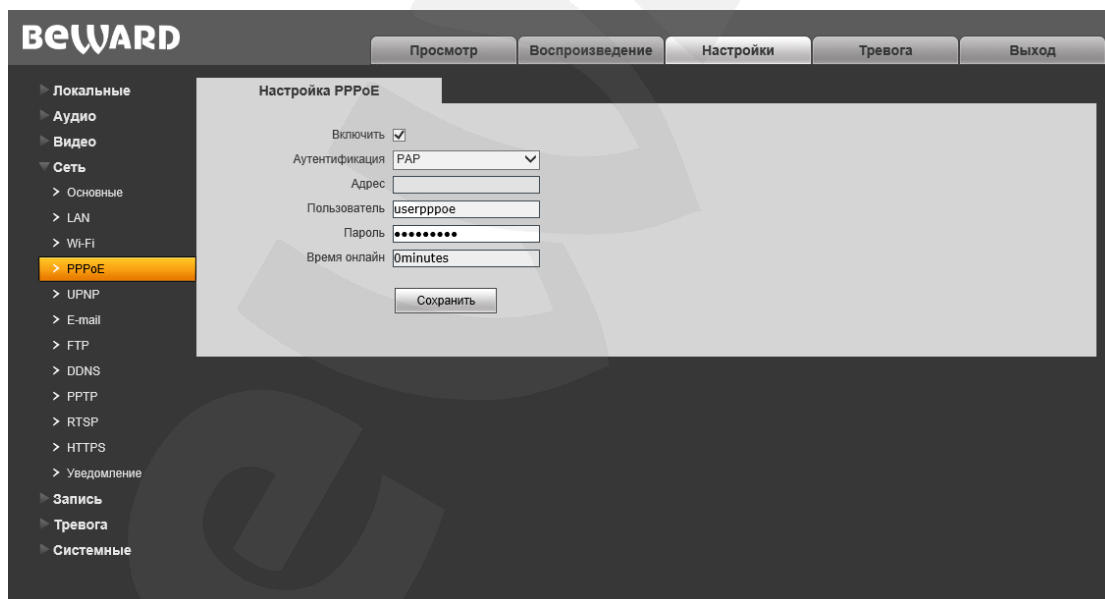 BEWARD
Просмотр Воспроизведение Настройки Тревога Выход
Локальные
Аудио
Видео
Сеть
> Основные
> LAN
> Wi-Fi
> PPPoE
> UPNP
> E-mail
> FTP
> DDNS
> PPTP
> RTSP
> HTTPS
> Уведомление
Запись
Тревога
Системные
Настройка PPPoE
Включить
Аутентификация PAP
Адрес
Пользователь userpppoe
Пароль •••••••••
Время онлайн 0minutes
Сохранить